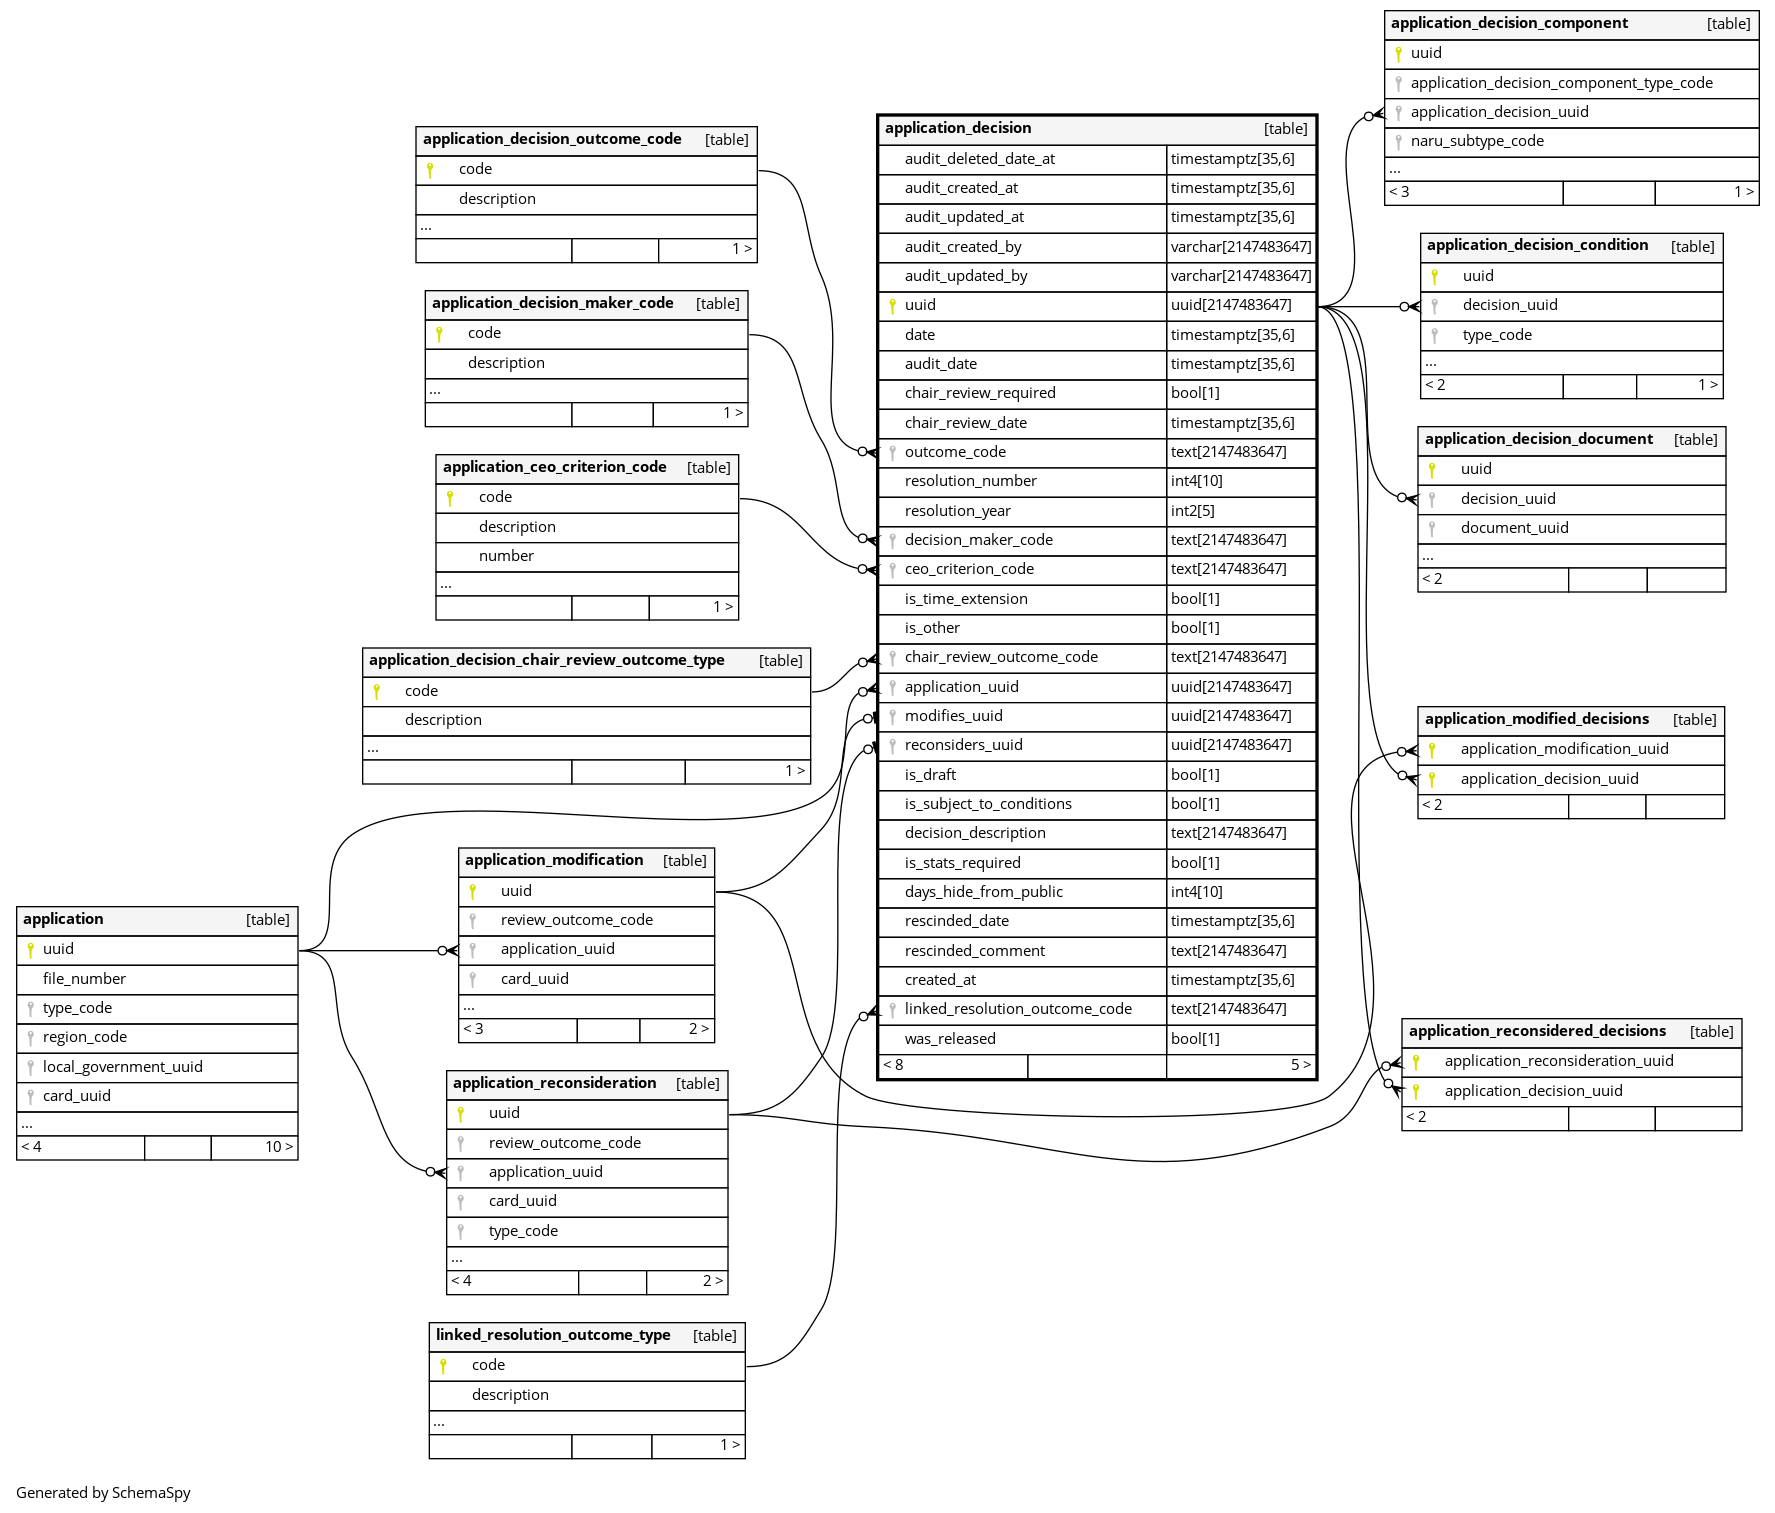 application_decision_component [table]
uuid
application_decision_component_type_code
application_decision_uuid
naru_subtype_code
...
< 3 1 >
application_decision [table]
audit_deleted_date_at timestamptz[35,6]
audit_created_at timestamptz[35,6]
audit_updated_at timestamptz[35,6]
audit_created_by varchar[2147483647]
audit_updated_by varchar[2147483647]
uuid uuid[2147483647]
date timestamptz[35,6]
audit_date timestamptz[35,6]
chair_review_required bool[1]
chair_review_date timestamptz[35,6]
outcome_code text[2147483647]
resolution_number int4[10]
resolution_year int2[5]
decision_maker_code text[2147483647]
ceo_criterion_code text[2147483647]
is_time_extension bool[1]
is_other bool[1]
chair_review_outcome_code text[2147483647]
application_uuid uuid[2147483647]
modifies_uuid uuid[2147483647]
reconsiders_uuid uuid[2147483647]
is_draft bool[1]
is_subject_to_conditions bool[1]
decision_description text[2147483647]
is_stats_required bool[1]
days_hide_from_public int4[10]
rescinded_date timestamptz[35,6]
rescinded_comment text[2147483647]
created_at timestamptz[35,6]
linked_resolution_outcome_code text[2147483647]
was_released bool[1]
< 8 5 >
application_decision_outcome_code [table]
code
description
...
1 >
application_decision_maker_code [table]
code
description
...
1 >
application_ceo_criterion_code [table]
code
description
number
...
1 >
application_decision_chair_review_outcome_type [table]
code
description
...
1 >
application_modification [table]
uuid
review_outcome_code
application_uuid
card_uuid
...
< 3 2 >
application [table]
uuid
file_number
type_code
region_code
local_government_uuid
card_uuid
...
< 4 10 >
application_reconsideration [table]
uuid
review_outcome_code
application_uuid
card_uuid
type_code
...
< 4 2 >
linked_resolution_outcome_type [table]
code
description
...
1 >
application_decision_condition [table]
uuid
decision_uuid
type_code
...
< 2 1 >
application_decision_document [table]
uuid
decision_uuid
document_uuid
...
< 2
application_modified_decisions [table]
application_modification_uuid
application_decision_uuid
< 2
application_reconsidered_decisions [table]
application_reconsideration_uuid
application_decision_uuid
< 2
Generated by SchemaSpy